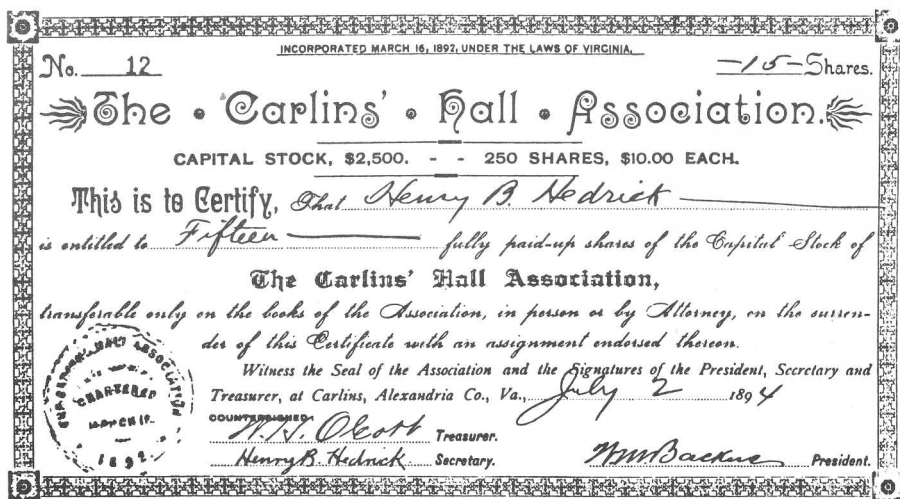 INCORPORATED MARCH 16, 1892, UNDER THE LAWS OF VIRGINIA.
No. 12 -15- Shares.
The · Carlins' · Hall · Association.
CAPITAL STOCK, $2,500. - - 250 SHARES, $10.00 EACH.
This is to Certify, That Henry B. Hedrick
is entitled to Fifteen fully paid-up shares of the Capital Stock of
The Carlins' Hall Association,
transferable only on the books of the Association, in person or by Attorney, on the surren-
der of this Certificate with an assignment endorsed thereon.
Witness the Seal of the Association and the Signatures of the President, Secretary and
Treasurer, at Carlins, Alexandria Co., Va., July 2 1894
COUNTERSIGNED:
W. H. Olcott Treasurer.
Henry B. Hedrick Secretary. Wm Backus President.
HALL ASSOCIATION
CHARTERED
MARCH 16
1892